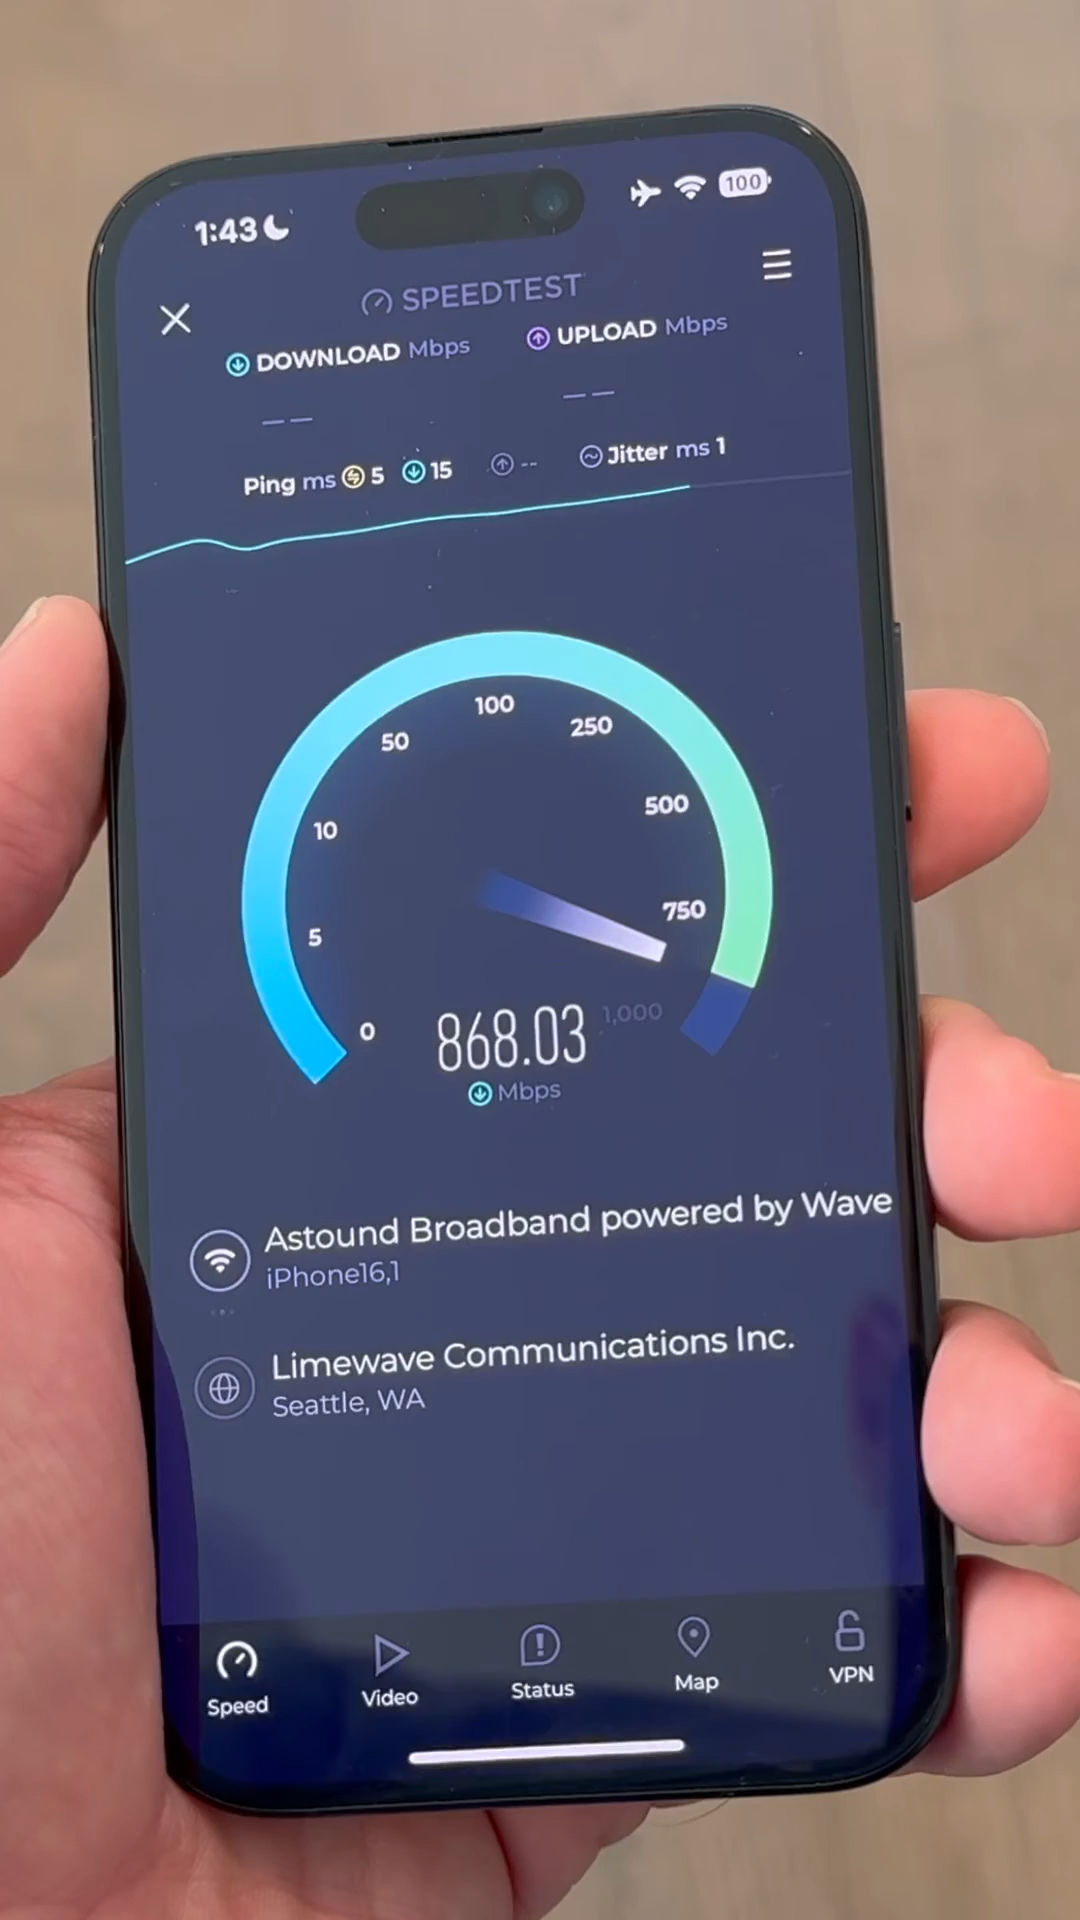 1:43
100
SPEEDTEST
DOWNLOAD Mbps
UPLOAD Mbps
— —
— —
Ping ms 5 15 -- Jitter ms 1
0
5
10
50
100
250
500
750
1,000
868.03
Mbps
Astound Broadband powered by Wave
iPhone16,1
Limewave Communications Inc.
Seattle, WA
Speed
Video
Status
Map
VPN